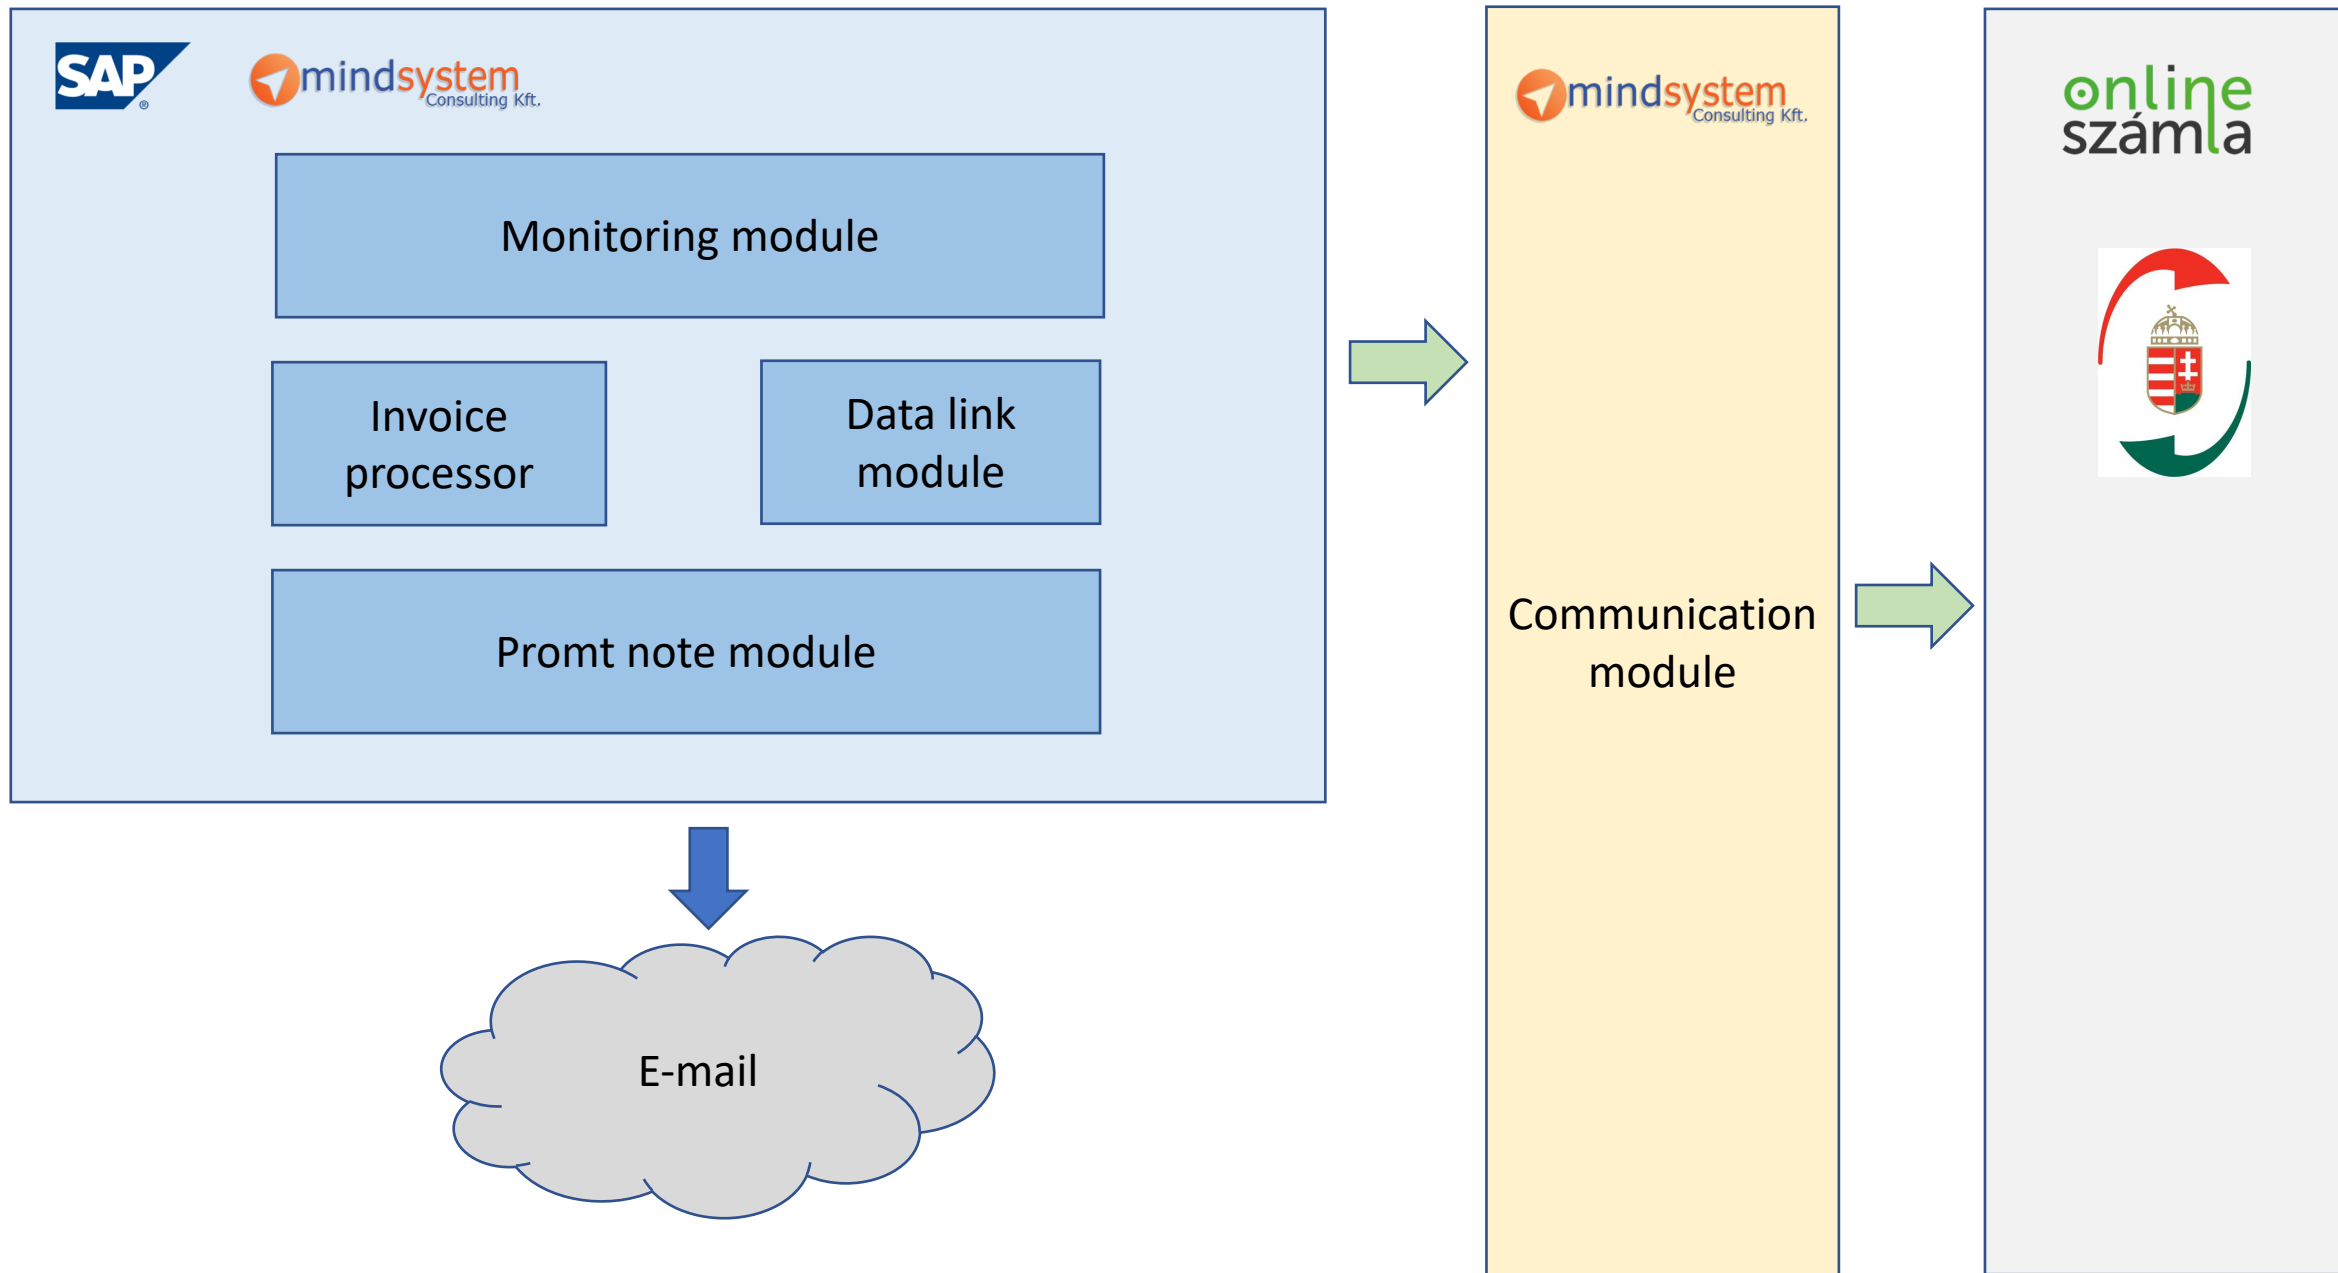 SAP
®
mindsystem
Consulting Kft.
Monitoring module
Invoice
processor
Data link
module
Promt note module
E-mail
mindsystem
Consulting Kft.
Communication
module
online
számla